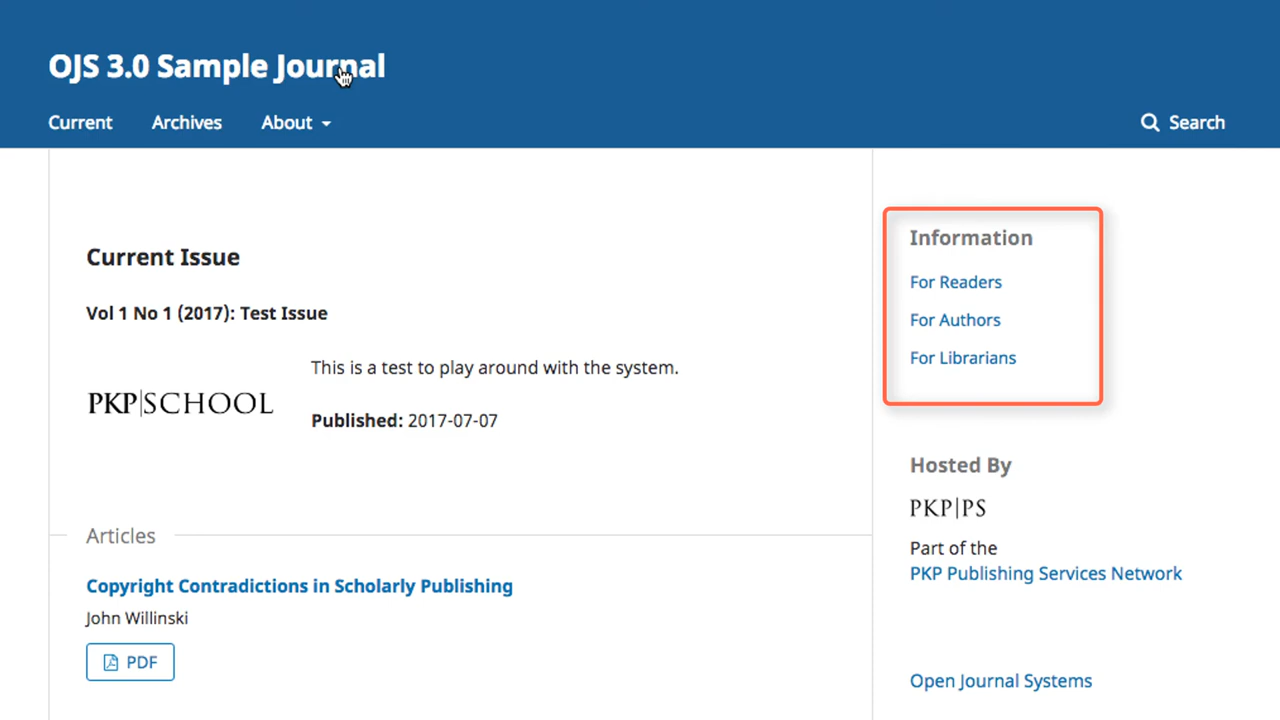 OJS 3.0 Sample Journal
Current Archives About
Search
Current Issue
Vol 1 No 1 (2017): Test Issue
PKP|SCHOOL
This is a test to play around with the system.
Published: 2017-07-07
Articles
Copyright Contradictions in Scholarly Publishing
John Willinski
PDF
Information
For Readers
For Authors
For Librarians
Hosted By
PKP|PS
Part of the
PKP Publishing Services Network
Open Journal Systems